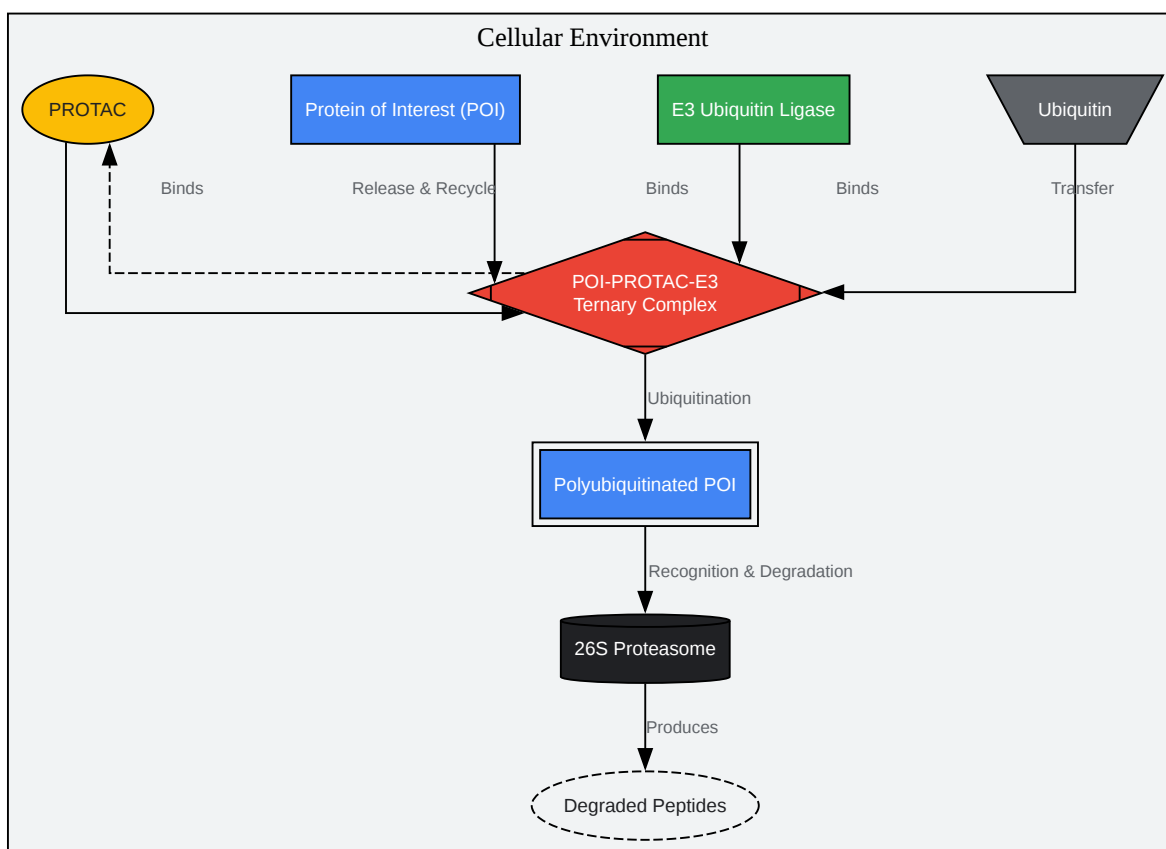 Cellular Environment
PROTAC
Protein of Interest (POI)
E3 Ubiquitin Ligase
Ubiquitin
Binds
Release & Recycle
Binds
Binds
Transfer
POI-PROTAC-E3
Ternary Complex
Ubiquitination
Polyubiquitinated POI
Recognition & Degradation
26S Proteasome
Produces
Degraded Peptides